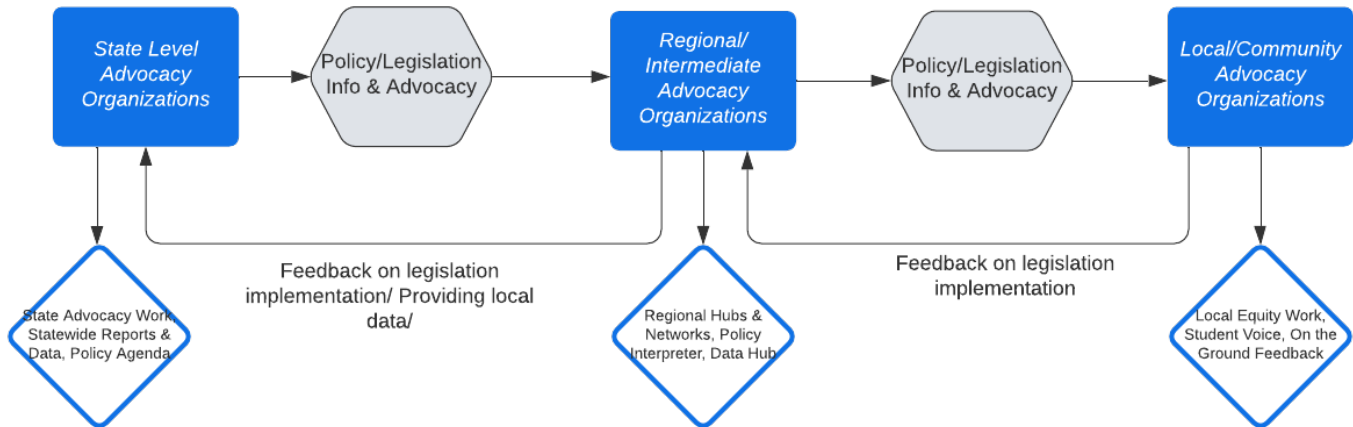 State Level
Advocacy
Organizations
Policy/Legislation
Info & Advocacy
Regional/
Intermediate
Advocacy
Organizations
Policy/Legislation
Info & Advocacy
Local/Community
Advocacy
Organizations
Feedback on legislation
implementation/ Providing local
data/
Feedback on legislation
implementation
State Advocacy Work,
Statewide Reports &
Data, Policy Agenda
Regional Hubs &
Networks, Policy
Interpreter, Data Hub
Local Equity Work,
Student Voice, On the
Ground Feedback